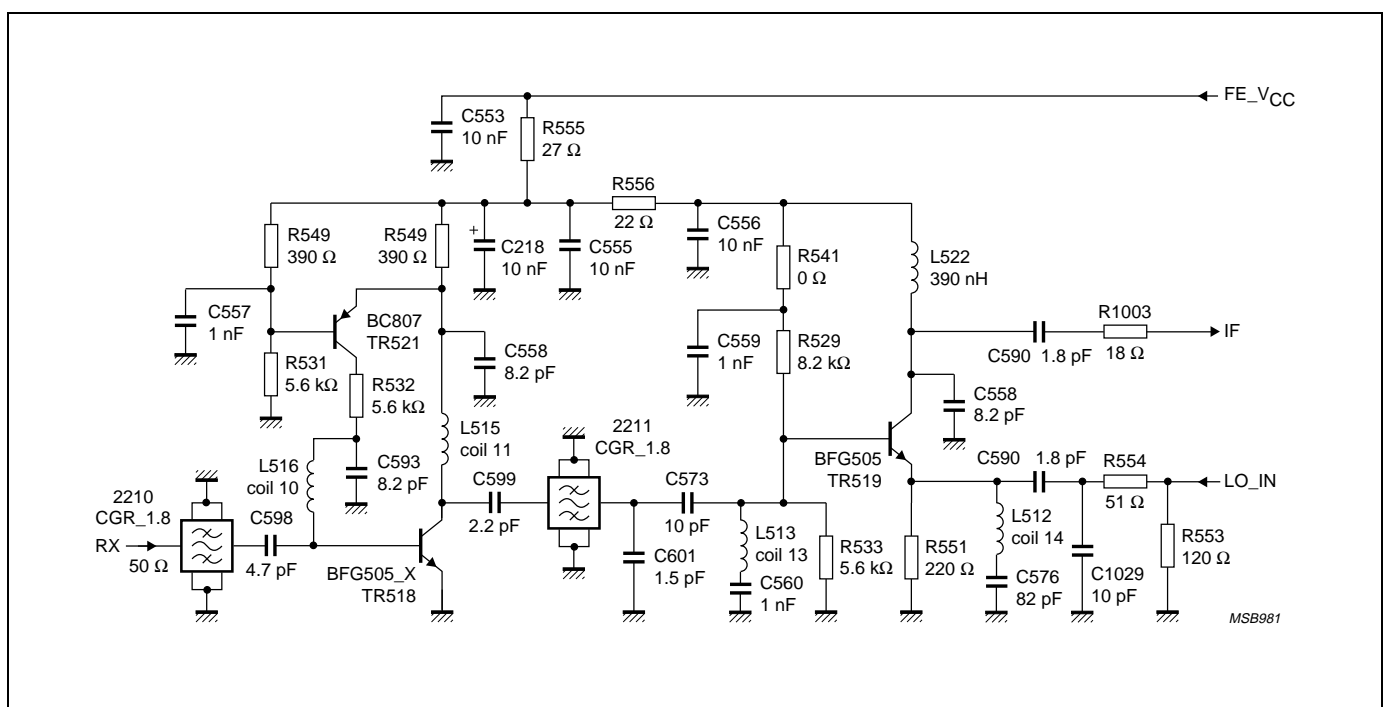 FE_VCC
C553
10 nF
R555
27 Ω
R556
22 Ω
R549
390 Ω
R549
390 Ω
+
C218
10 nF
C555
10 nF
C556
10 nF
R541
0 Ω
L522
390 nH
C557
1 nF
BC807
TR521
C558
8.2 pF
C559
1 nF
R529
8.2 kΩ
C590
1.8 pF
R1003
18 Ω
IF
R531
5.6 kΩ
R532
5.6 kΩ
L515
coil 11
2211
CGR_1.8
C558
8.2 pF
BFG505
TR519
L516
coil 10
C593
8.2 pF
C599
2.2 pF
C573
10 pF
C590
1.8 pF
R554
51 Ω
LO_IN
2210
CGR_1.8
RX
50 Ω
C598
4.7 pF
BFG505_X
TR518
C601
1.5 pF
L513
coil 13
C560
1 nF
R533
5.6 kΩ
R551
220 Ω
L512
coil 14
C576
82 pF
C1029
10 pF
R553
120 Ω
MSB981